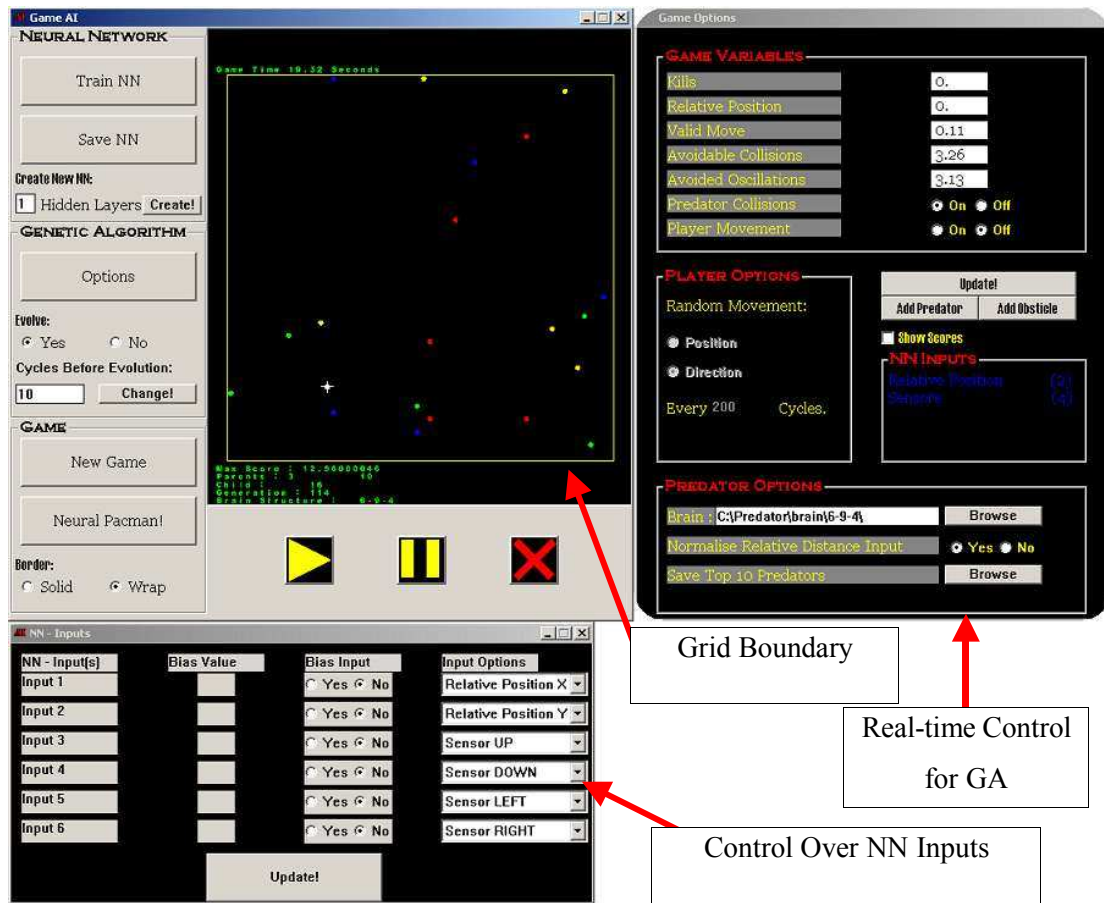 Game AI
NEURAL NETWORK
Train NN
Save NN
Create New NN:
1 Hidden Layers Create!
GENETIC ALGORITHM
Options
Evolve:
Yes No
Cycles Before Evolution:
10 Change!
GAME
New Game
Neural Pacman!
Border:
Solid Wrap
Game Time 19.32 Seconds
Max Score : 12.96000046
Parents : 3 10
Child : 16
Generation : 114
Brain Structure : 6-9-4
Game Options
GAME VARIABLES
Kills 0.
Relative Position 0.
Valid Move 0.11
Avoidable Collisions 3.26
Avoided Oscillations 3.13
Predator Collisions On Off
Player Movement On Off
PLAYER OPTIONS
Random Movement:
Position
Direction
Every 200 Cycles.
Update!
Add Predator Add Obsticle
Show Scores
NN INPUTS
Relative Position (2)
Sensors (4)
PREDATOR OPTIONS
Brain : C:\Predator\brain\6-9-4\ Browse
Normalise Relative Distance Input Yes No
Save Top 10 Predators Browse
NN - Inputs
NN - Input(s) Bias Value Bias Input Input Options
Input 1 Yes No Relative Position X
Input 2 Yes No Relative Position Y
Input 3 Yes No Sensor UP
Input 4 Yes No Sensor DOWN
Input 5 Yes No Sensor LEFT
Input 6 Yes No Sensor RIGHT
Update!
Grid Boundary
Real-time Control
for GA
Control Over NN Inputs